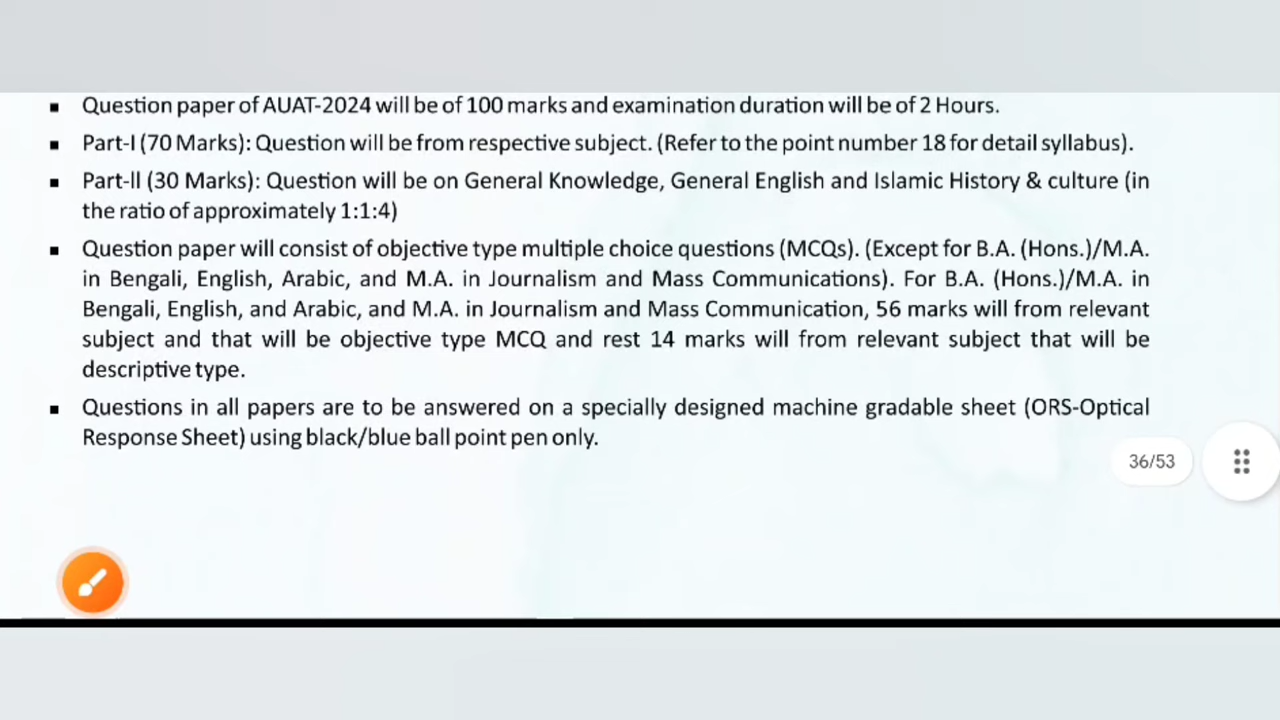 ▪ Question paper of AUAT-2024 will be of 100 marks and examination duration will be of 2 Hours.
▪ Part-I (70 Marks): Question will be from respective subject. (Refer to the point number 18 for detail syllabus).
▪ Part-II (30 Marks): Question will be on General Knowledge, General English and Islamic History & culture (in
the ratio of approximately 1:1:4)
▪ Question paper will consist of objective type multiple choice questions (MCQs). (Except for B.A. (Hons.)/M.A.
in Bengali, English, Arabic, and M.A. in Journalism and Mass Communications). For B.A. (Hons.)/M.A. in
Bengali, English, and Arabic, and M.A. in Journalism and Mass Communication, 56 marks will from relevant
subject and that will be objective type MCQ and rest 14 marks will from relevant subject that will be
descriptive type.
▪ Questions in all papers are to be answered on a specially designed machine gradable sheet (ORS-Optical
Response Sheet) using black/blue ball point pen only.
36/53